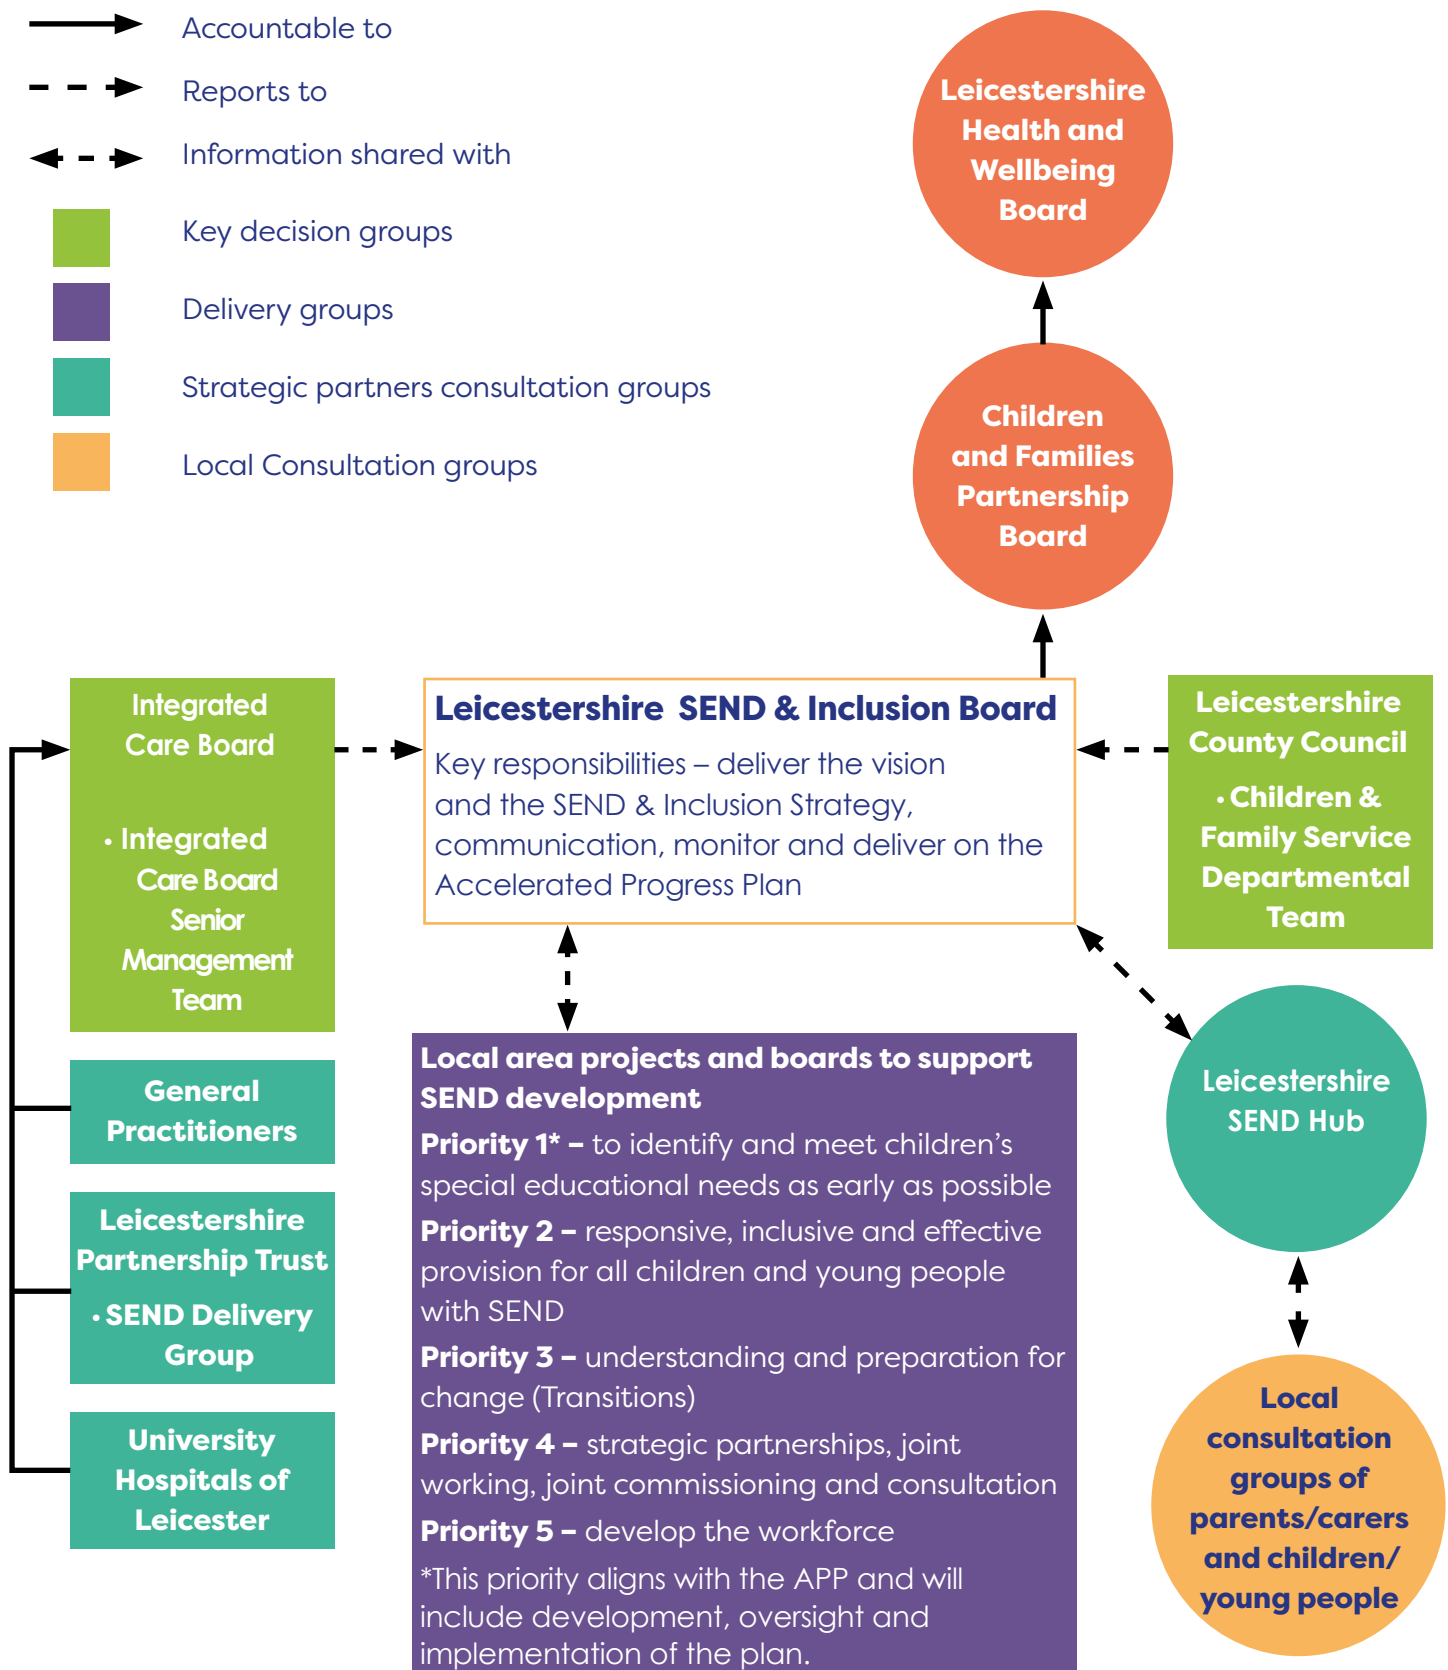 Accountable to
Reports to
Information shared with
Key decision groups
Delivery groups
Strategic partners consultation groups
Local Consultation groups
Leicestershire
Health and
Wellbeing
Board
Children
and Families
Partnership
Board
Integrated
Care Board
• Integrated
Care Board
Senior
Management
Team
Leicestershire SEND & Inclusion Board
Key responsibilities – deliver the vision
and the SEND & Inclusion Strategy,
communication, monitor and deliver on the
Accelerated Progress Plan
Leicestershire
County Council
• Children &
Family Service
Departmental
Team
General
Practitioners
Leicestershire
Partnership Trust
• SEND Delivery
Group
University
Hospitals of
Leicester
Local area projects and boards to support
SEND development
Priority 1* – to identify and meet children’s
special educational needs as early as possible
Priority 2 – responsive, inclusive and effective
provision for all children and young people
with SEND
Priority 3 – understanding and preparation for
change (Transitions)
Priority 4 – strategic partnerships, joint
working, joint commissioning and consultation
Priority 5 – develop the workforce
*This priority aligns with the APP and will
include development, oversight and
implementation of the plan.
Leicestershire
SEND Hub
Local
consultation
groups of
parents/carers
and children/
young people